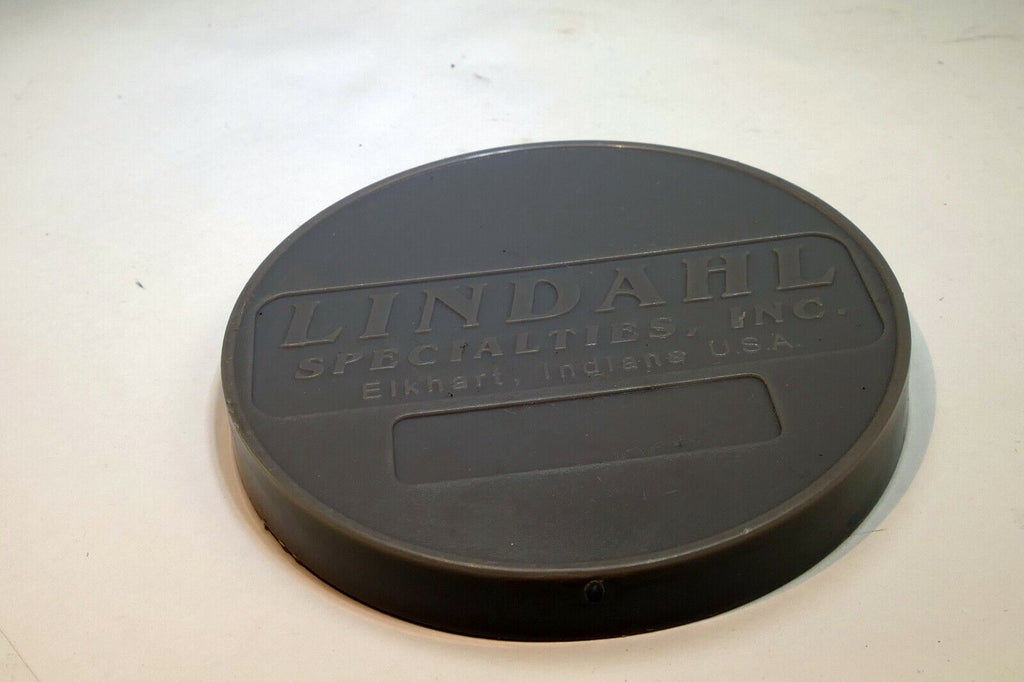 LINDAHL
SPECIALTIES, INC.
Elkhart, Indiana U.S.A.